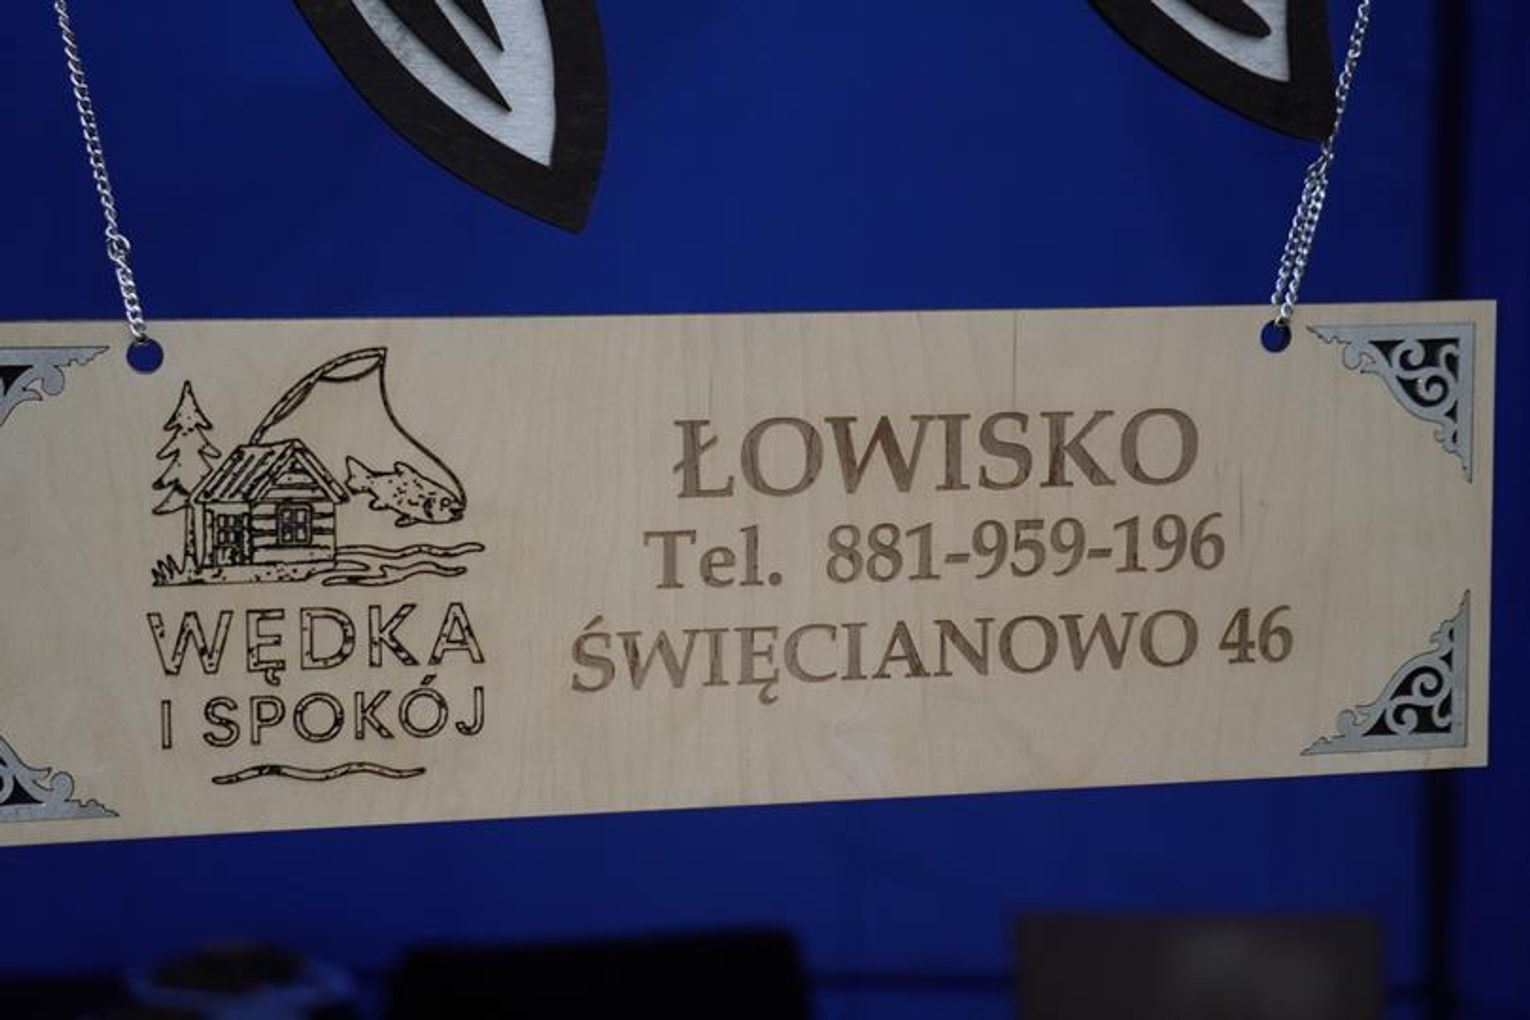 WĘDKA
I SPOKÓJ
ŁOWISKO
Tel. 881-959-196
ŚWIĘCIANOWO 46